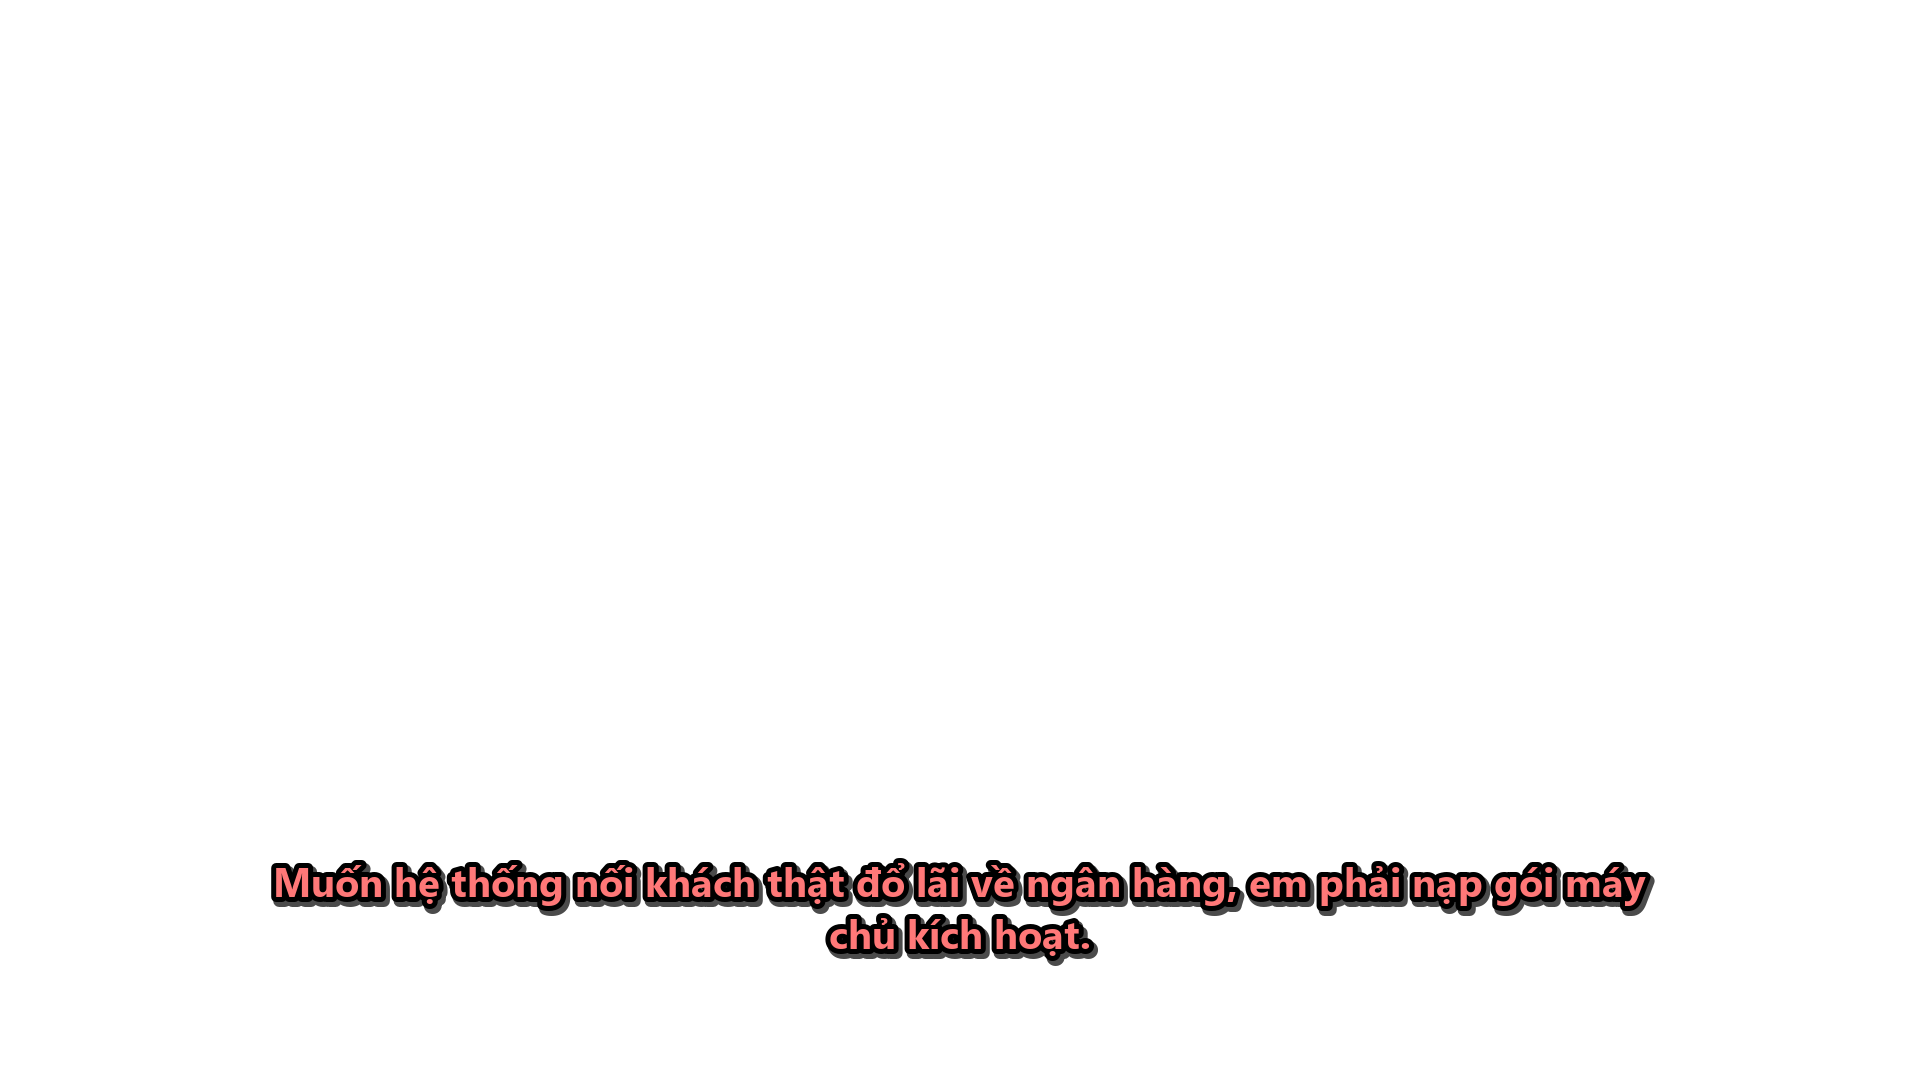 Muốn hệ thống nối khách thật đổ lãi về ngân hàng, em phải nạp gói máy
chủ kích hoạt.